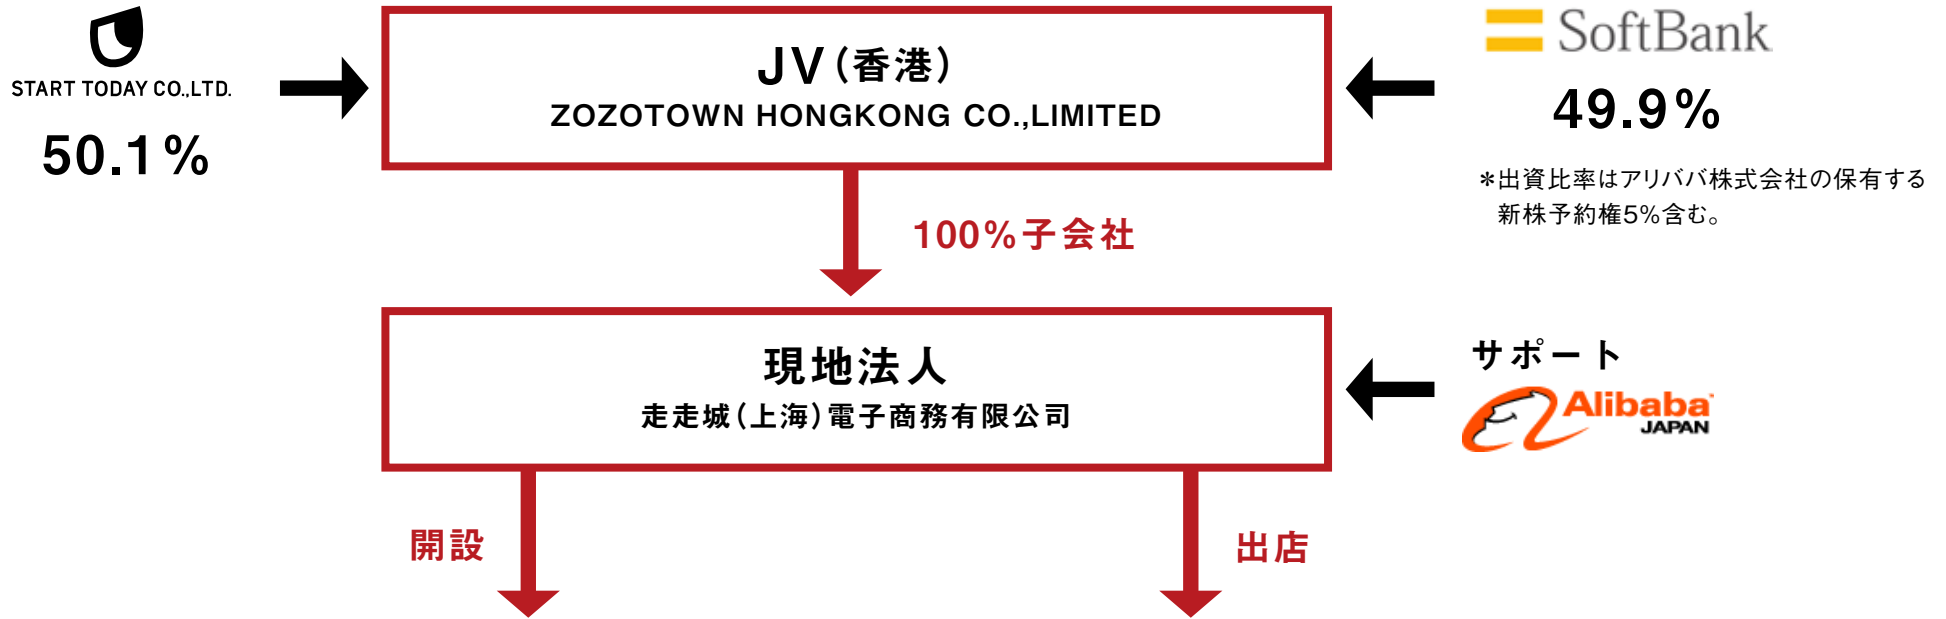 START TODAY CO.,LTD.
50.1%
JV(香港)
ZOZOTOWN HONGKONG CO.,LIMITED
SoftBank
49.9%
*出資比率はアリババ株式会社の保有する
新株予約権5%含む。
100%子会社
現地法人
走走城(上海)電子商務有限公司
サポート
Alibaba
JAPAN
開設
出店